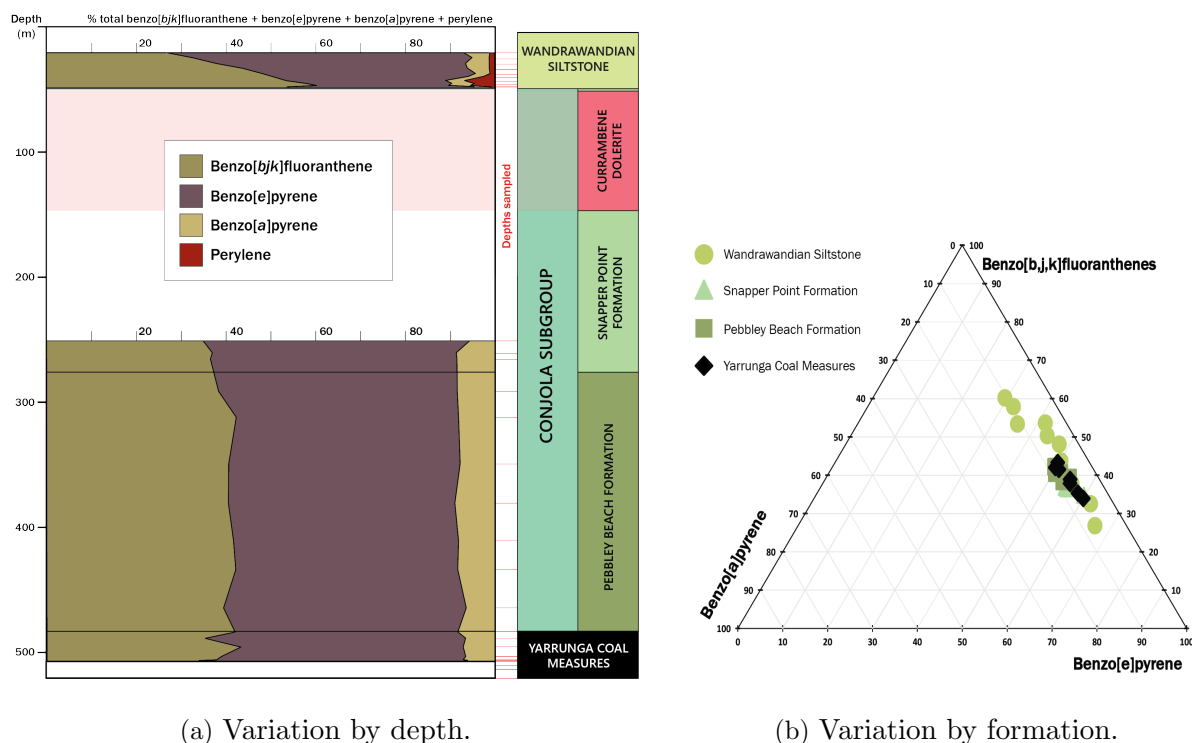 Depth
(m)
% total benzo[bjk]fluoranthene + benzo[e]pyrene + benzo[a]pyrene + perylene
20 40 60 80
100
200
300
400
500
Benzo[bjk]fluoranthene
Benzo[e]pyrene
Benzo[a]pyrene
Perylene
20 40 60 80
Depths sampled
WANDRAWANDIAN
SILTSTONE
CONJOLA SUBGROUP
CURRAMBENE
DOLERITE
SNAPPER POINT
FORMATION
PEBBLEY BEACH FORMATION
YARRUNGA COAL
MEASURES
(a) Variation by depth.
Wandrawandian Siltstone
Snapper Point Formation
Pebbley Beach Formation
Yarrunga Coal Measures
0 100
Benzo[b,j,k]fluoranthenes
10 90
20 80
30 70
40 60
50 50
60 40
70 30
80 20
90 10
100 0
Benzo[a]pyrene
0 10 20 30 40 50 60 70 80 90 100
Benzo[e]pyrene
(b) Variation by formation.